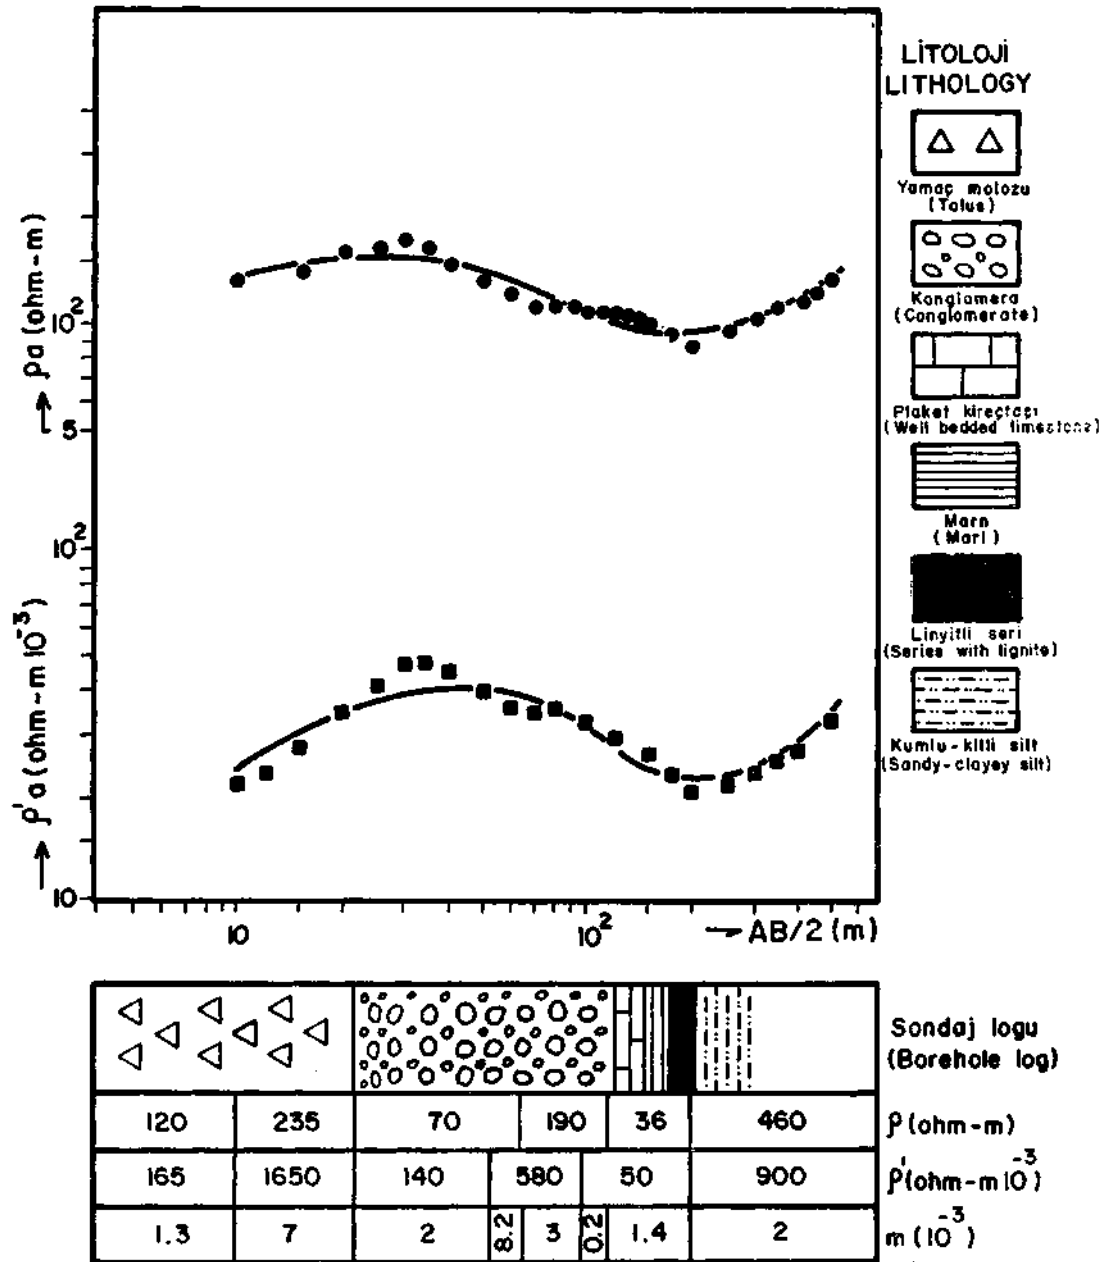 LİTOLOJİ
LITHOLOGY
Yamaç molozu
(Talus)
Konglomera
(Conglomerate)
Plaket kireçtaşı
(Well bedded limestone)
Marn
(Marl)
Linyitli seri
(Series with lignite)
Kumlu-killi silt
(Sandy-clayey silt)
→ ρa (ohm-m)
10²
5
→ ρ'a (ohm-m 10⁻³)
10²
10
10 10² → AB/2 (m)
Sondaj logu
(Borehole log)
120 235 70 190 36 460 ρ (ohm-m)
165 1650 140 580 50 900 ρ' (ohm-m 10⁻³)
1.3 7 2 8.2 3 0.2 1.4 2 m (10⁻³)